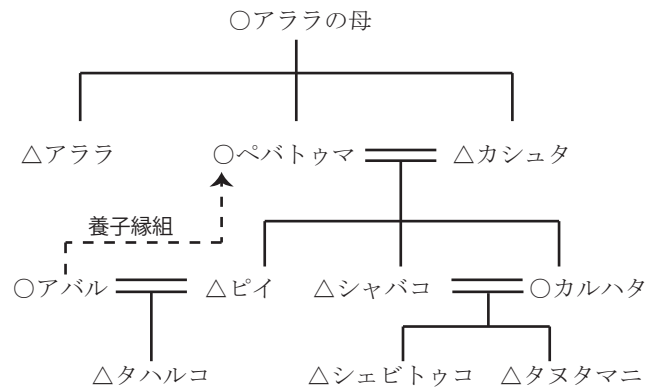 ○アララの母
△アララ ○ペバトゥマ △カシュタ
養子縁組
○アバル △ピイ △シャバコ ○カルハタ
△タハルコ △シェビトゥコ △タヌタマニ